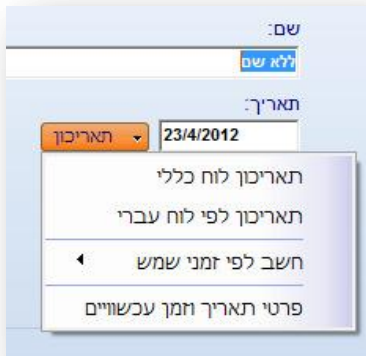 שם:
ללא שם
תאריך:
23/4/2012 תאריכון
תאריכון לוח כללי
תאריכון לפי לוח עברי
חשב לפי זמני שמש
פרטי תאריך וזמן עכשוויים